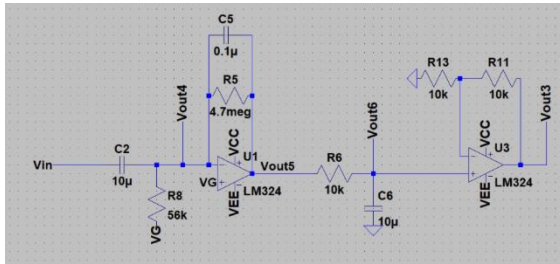 C5
0.1µ
R5
4.7meg
Vout4
Vin
C2
10µ
R8
56k
VG
VCC
U1
VG
LM324
VEE
Vout5
R6
10k
Vout6
C6
10µ
R13
10k
R11
10k
VCC
U3
LM324
VEE
Vout3